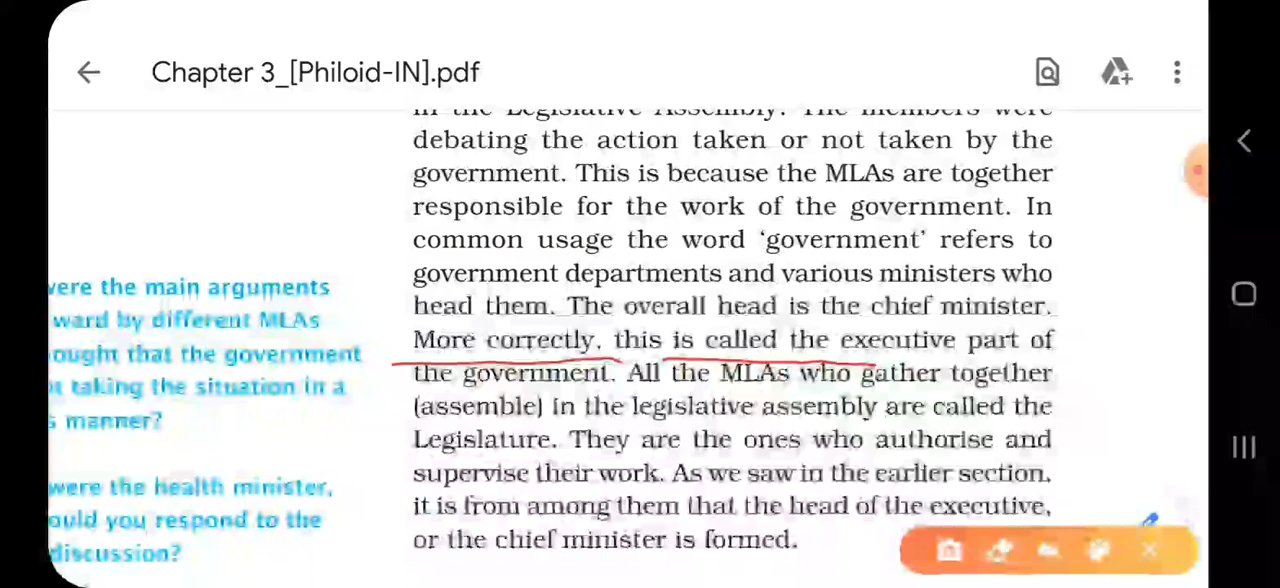 Chapter 3_[Philoid-IN].pdf
in the Legislative Assembly. The members were
debating the action taken or not taken by the
government. This is because the MLAs are together
responsible for the work of the government. In
common usage the word ‘government’ refers to
government departments and various ministers who
head them. The overall head is the chief minister.
More correctly, this is called the executive part of
the government. All the MLAs who gather together
(assemble) in the legislative assembly are called the
Legislature. They are the ones who authorise and
supervise their work. As we saw in the earlier section,
it is from among them that the head of the executive,
or the chief minister is formed.
were the main arguments
ward by different MLAs
ought that the government
t taking the situation in a
s manner?
were the health minister,
ould you respond to the
discussion?